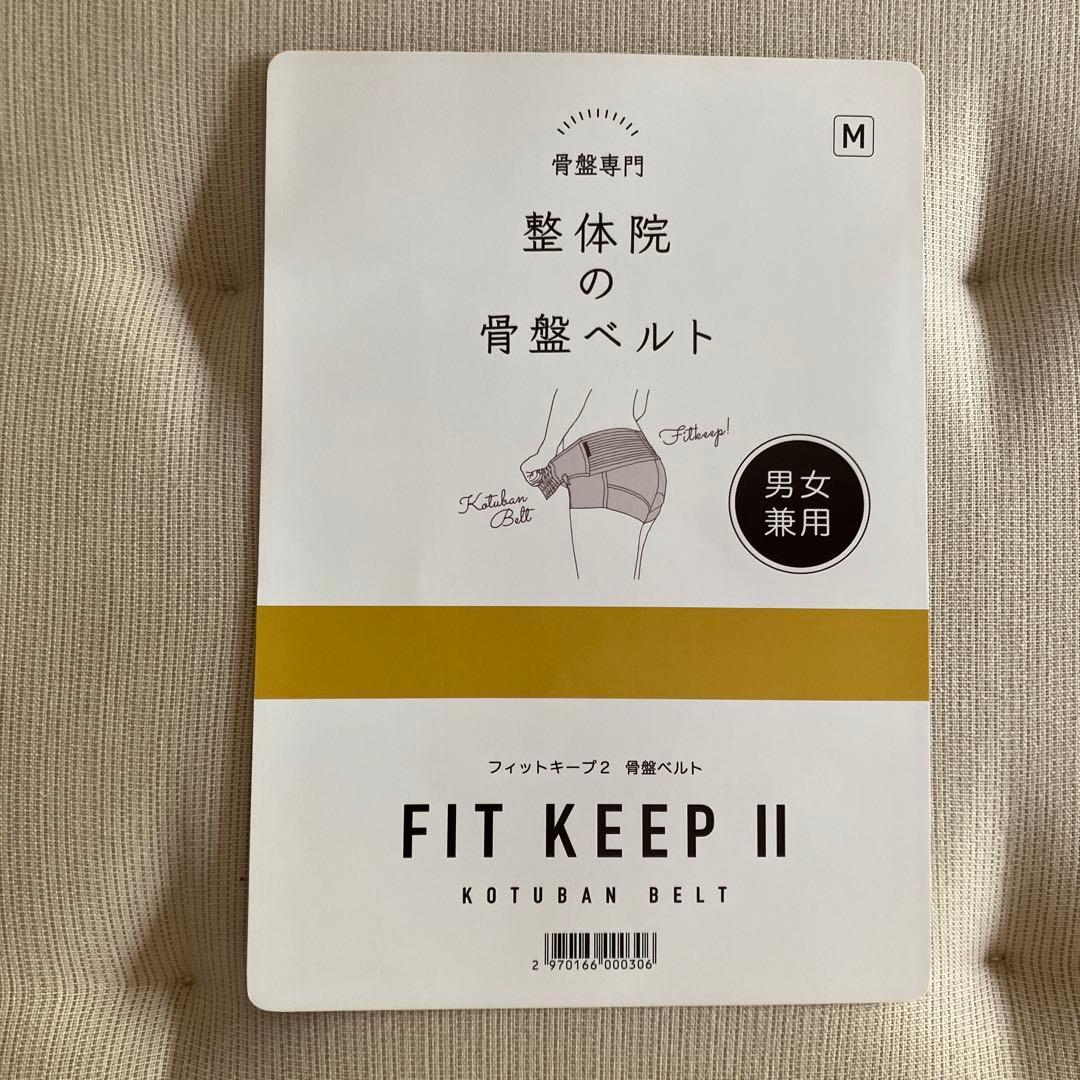 M
骨盤専門
整体院
の
骨盤ベルト
Fitkeep!
Kotuban
Belt
男女
兼用
フィットキープ2 骨盤ベルト
FIT KEEP II
KOTUBAN BELT
2 970166 000306